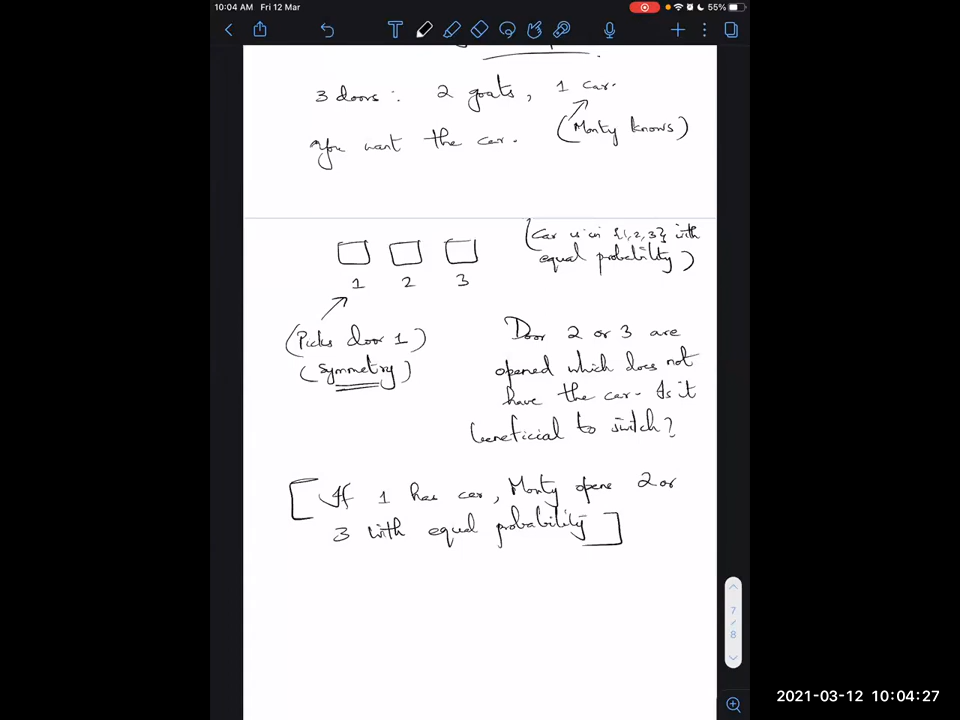 10:04 AM Fri 12 Mar
55%
3 doors: 2 goats, 1 car.
(Monty knows)
You want the car.
(Car is in {1,2,3} with
equal probability)
1 2 3
(Picks door 1)
(Symmetry)
Door 2 or 3 are
opened which does not
have the car. Is it
beneficial to switch?
[If 1 has car, Monty opens 2 or
3 with equal probability]
7
/
8
2021-03-12 10:04:27